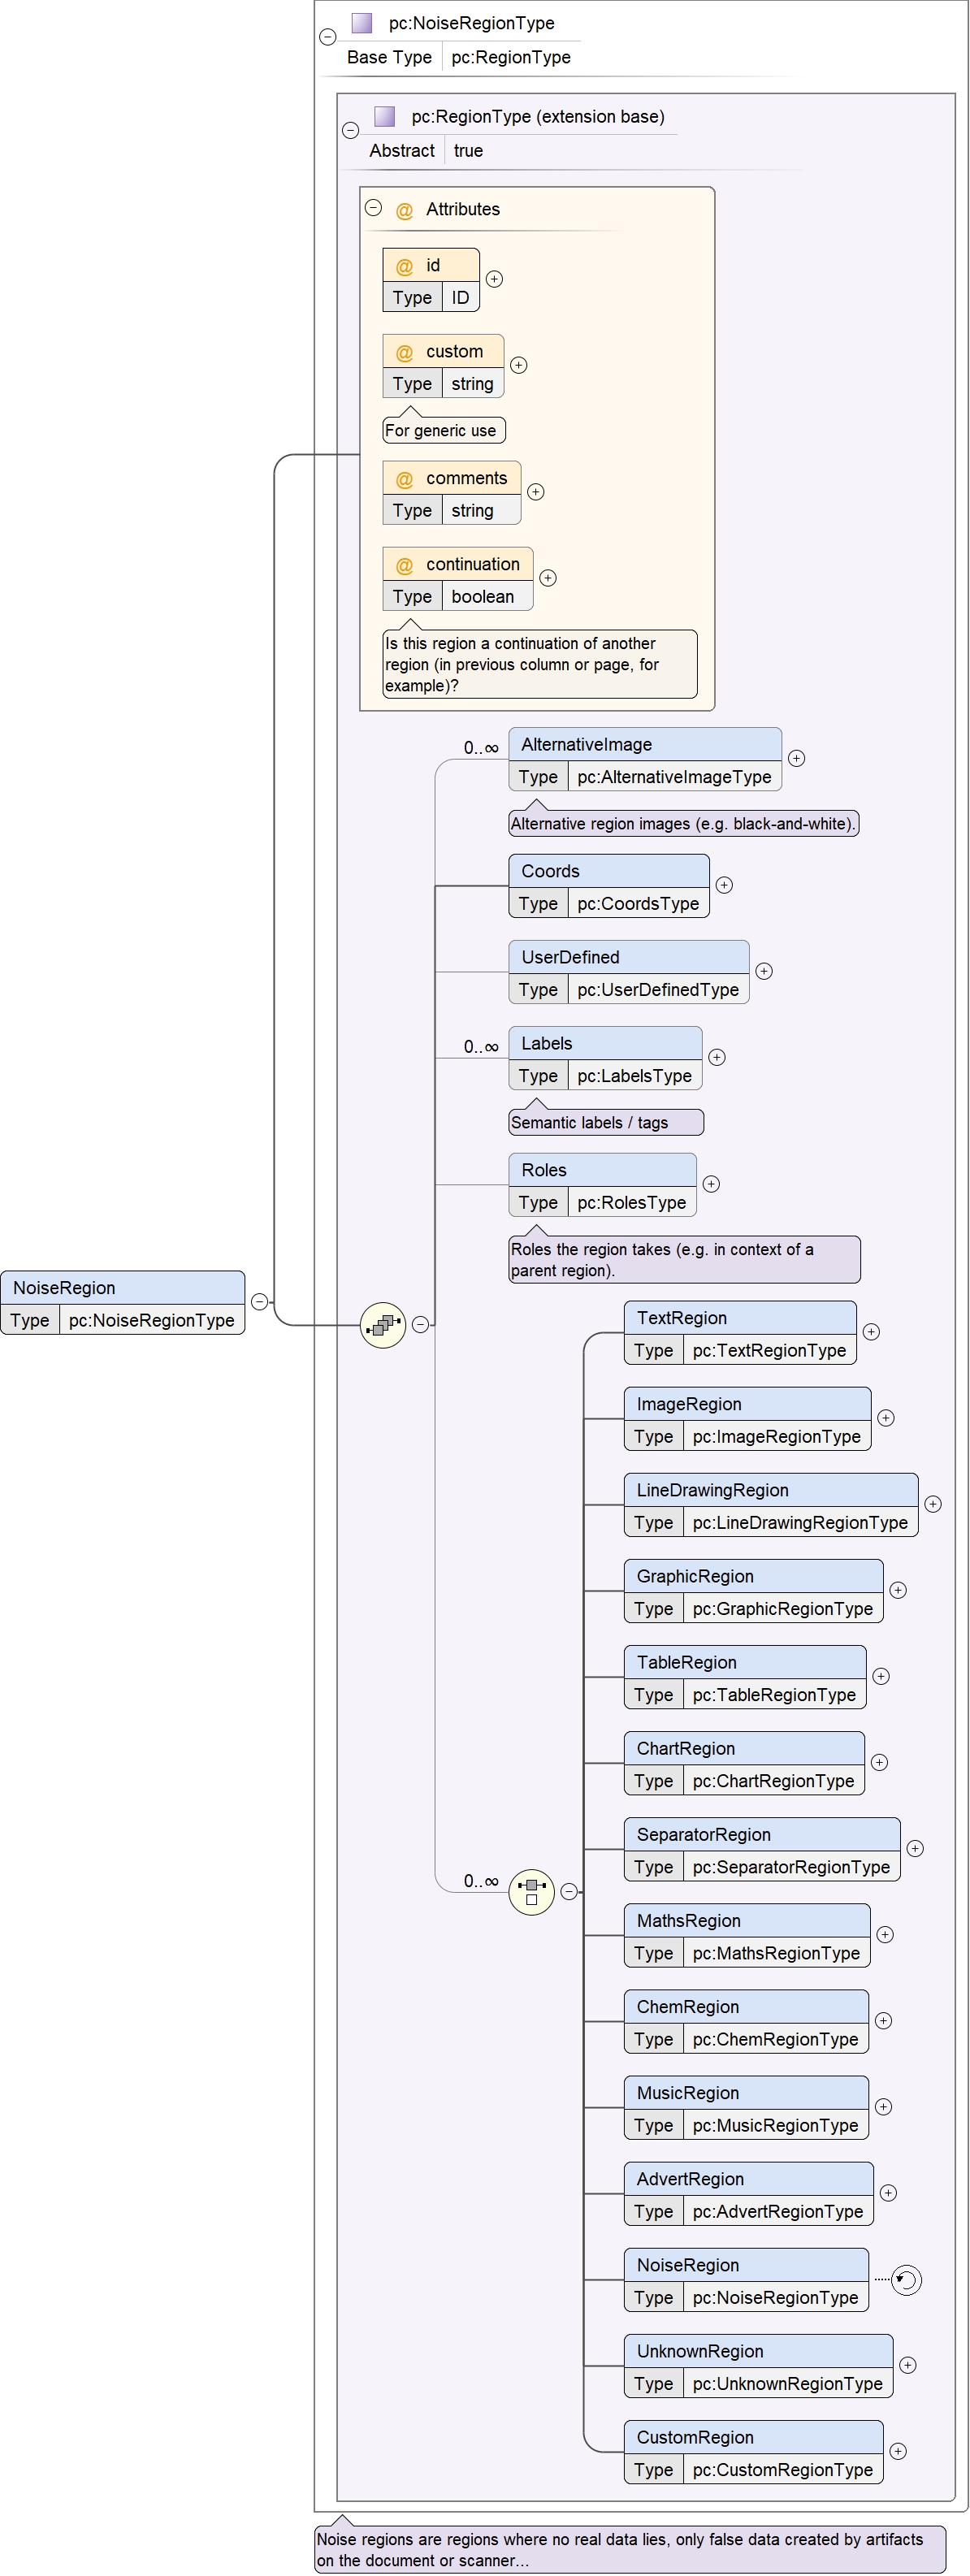 pc:NoiseRegionType
Base Type pc:RegionType
pc:RegionType (extension base)
Abstract true
@ Attributes
@ id
Type ID
@ custom
Type string
For generic use
@ comments
Type string
@ continuation
Type boolean
Is this region a continuation of another
region (in previous column or page, for
example)?
0..∞ AlternativeImage
Type pc:AlternativeImageType
Alternative region images (e.g. black-and-white).
Coords
Type pc:CoordsType
UserDefined
Type pc:UserDefinedType
0..∞ Labels
Type pc:LabelsType
Semantic labels / tags
Roles
Type pc:RolesType
Roles the region takes (e.g. in context of a
parent region).
NoiseRegion
Type pc:NoiseRegionType
TextRegion
Type pc:TextRegionType
ImageRegion
Type pc:ImageRegionType
LineDrawingRegion
Type pc:LineDrawingRegionType
GraphicRegion
Type pc:GraphicRegionType
TableRegion
Type pc:TableRegionType
ChartRegion
Type pc:ChartRegionType
SeparatorRegion
Type pc:SeparatorRegionType
0..∞
MathsRegion
Type pc:MathsRegionType
ChemRegion
Type pc:ChemRegionType
MusicRegion
Type pc:MusicRegionType
AdvertRegion
Type pc:AdvertRegionType
NoiseRegion
Type pc:NoiseRegionType
UnknownRegion
Type pc:UnknownRegionType
CustomRegion
Type pc:CustomRegionType
Noise regions are regions where no real data lies, only false data created by artifacts
on the document or scanner...